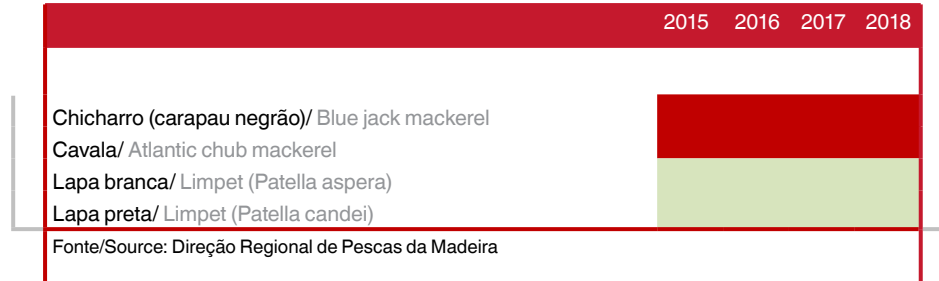 2015 2016 2017 2018
Chicharro (carapau negrão)/ Blue jack mackerel
Cavala/ Atlantic chub mackerel
Lapa branca/ Limpet (Patella aspera)
Lapa preta/ Limpet (Patella candei)
Fonte/Source: Direção Regional de Pescas da Madeira